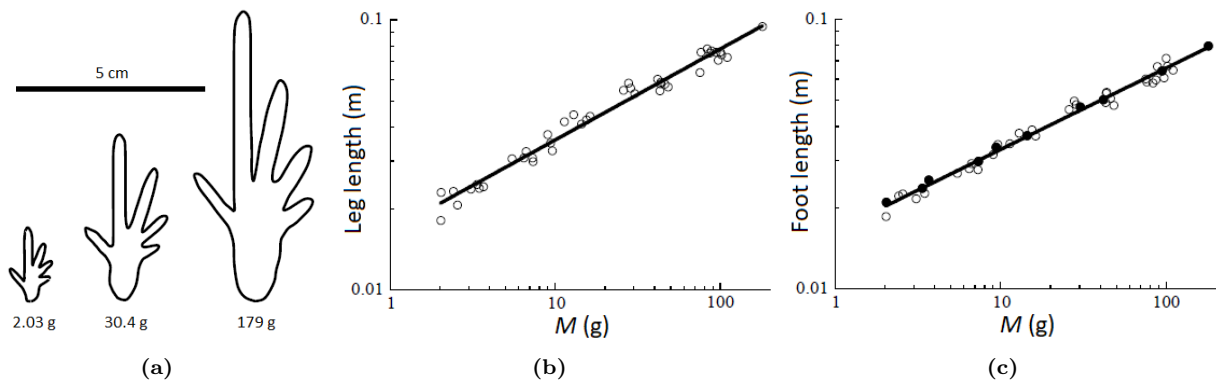 5 cm
2.03 g
30.4 g
179 g
(a)
Leg length (m)
0.1
0.01
1
10
100
M (g)
(b)
Foot length (m)
0.1
0.01
1
10
100
M (g)
(c)